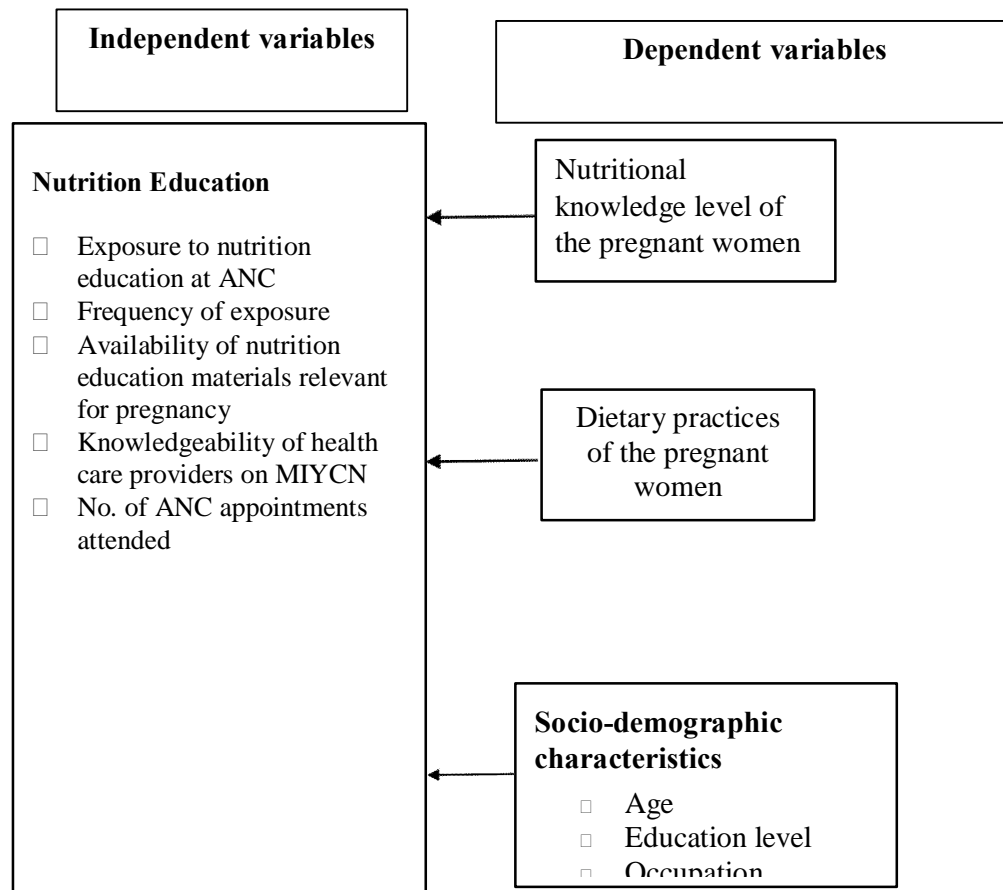 Independent variables
Dependent variables
Nutrition Education
Exposure to nutrition
education at ANC
Frequency of exposure
Availability of nutrition
education materials relevant
for pregnancy
Knowledgeability of health
care providers on MIYCN
No. of ANC appointments
attended
Nutritional
knowledge level of
the pregnant women
Dietary practices
of the pregnant
women
Socio-demographic
characteristics
Age
Education level
Occupation